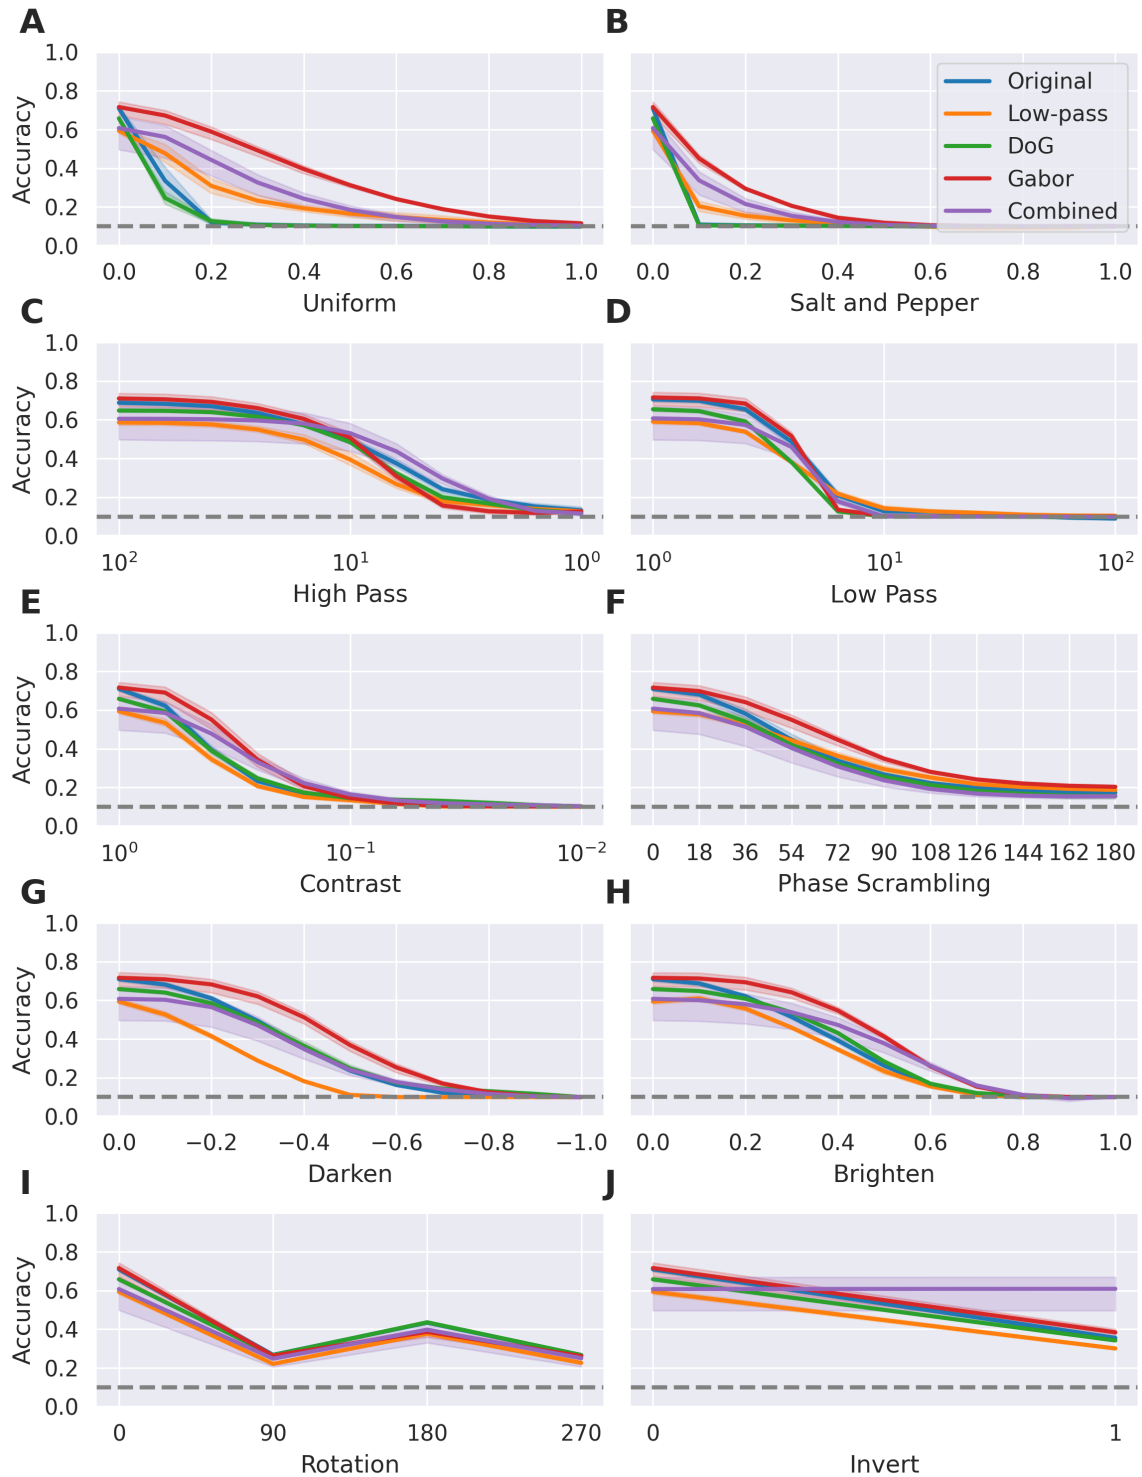 A
B
1.0
0.8
0.6
0.4
0.2
0.0
Accuracy
0.0 0.2 0.4 0.6 0.8 1.0
Uniform
Original
Low-pass
DoG
Gabor
Combined
0.0 0.2 0.4 0.6 0.8 1.0
Salt and Pepper
C
D
1.0
0.8
0.6
0.4
0.2
0.0
Accuracy
10² 10¹ 10⁰
High Pass
10⁰ 10¹ 10²
Low Pass
E
F
1.0
0.8
0.6
0.4
0.2
0.0
Accuracy
10⁰ 10⁻¹ 10⁻²
Contrast
0 18 36 54 72 90 108 126 144 162 180
Phase Scrambling
G
H
1.0
0.8
0.6
0.4
0.2
0.0
Accuracy
0.0 −0.2 −0.4 −0.6 −0.8 −1.0
Darken
0.0 0.2 0.4 0.6 0.8 1.0
Brighten
I
J
1.0
0.8
0.6
0.4
0.2
0.0
Accuracy
0 90 180 270
Rotation
0 1
Invert